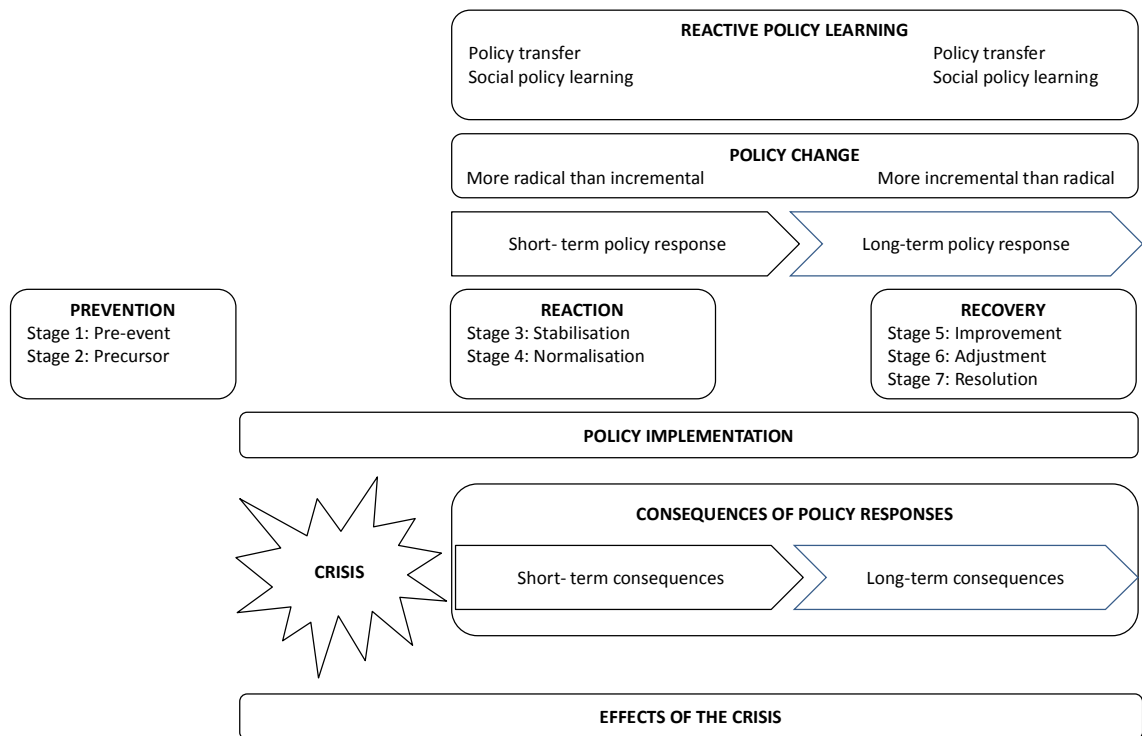 REACTIVE POLICY LEARNING
Policy transfer
Social policy learning
Policy transfer
Social policy learning
POLICY CHANGE
More radical than incremental
More incremental than radical
Short- term policy response
Long-term policy response
PREVENTION
Stage 1: Pre-event
Stage 2: Precursor
REACTION
Stage 3: Stabilisation
Stage 4: Normalisation
RECOVERY
Stage 5: Improvement
Stage 6: Adjustment
Stage 7: Resolution
POLICY IMPLEMENTATION
CRISIS
CONSEQUENCES OF POLICY RESPONSES
Short- term consequences
Long-term consequences
EFFECTS OF THE CRISIS